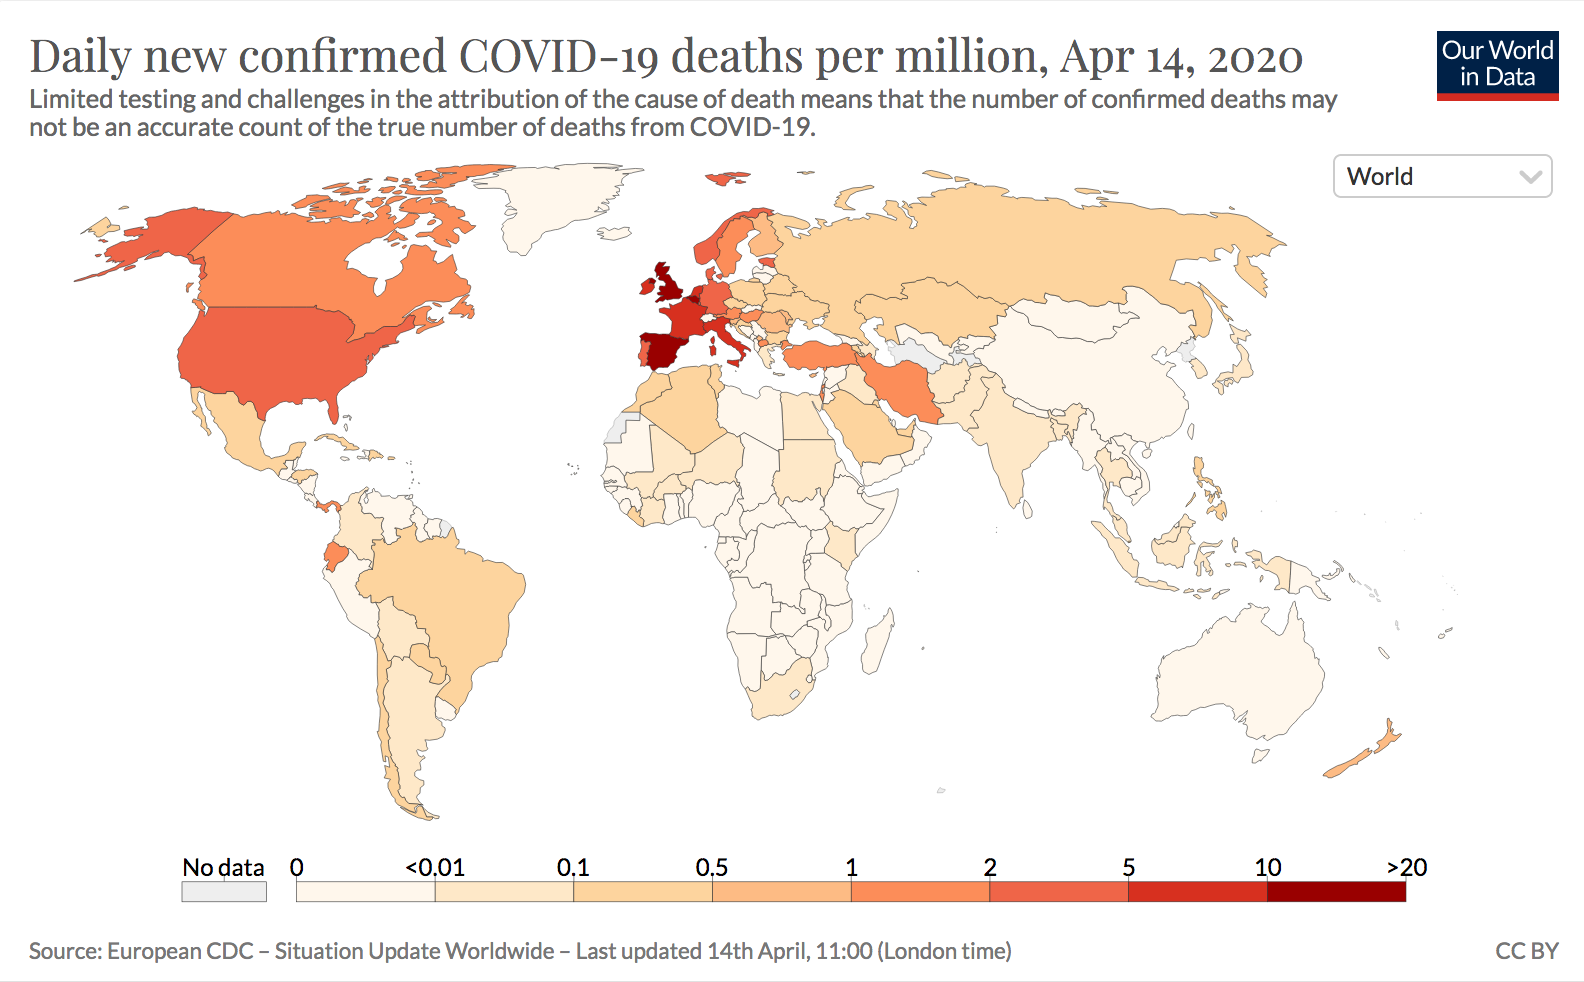 Daily new confirmed COVID-19 deaths per million, Apr 14, 2020
Our World
in Data
Limited testing and challenges in the attribution of the cause of death means that the number of confirmed deaths may
not be an accurate count of the true number of deaths from COVID-19.
World
No data 0 <0.01 0.1 0.5 1 2 5 10 >20
Source: European CDC – Situation Update Worldwide – Last updated 14th April, 11:00 (London time)
CC BY